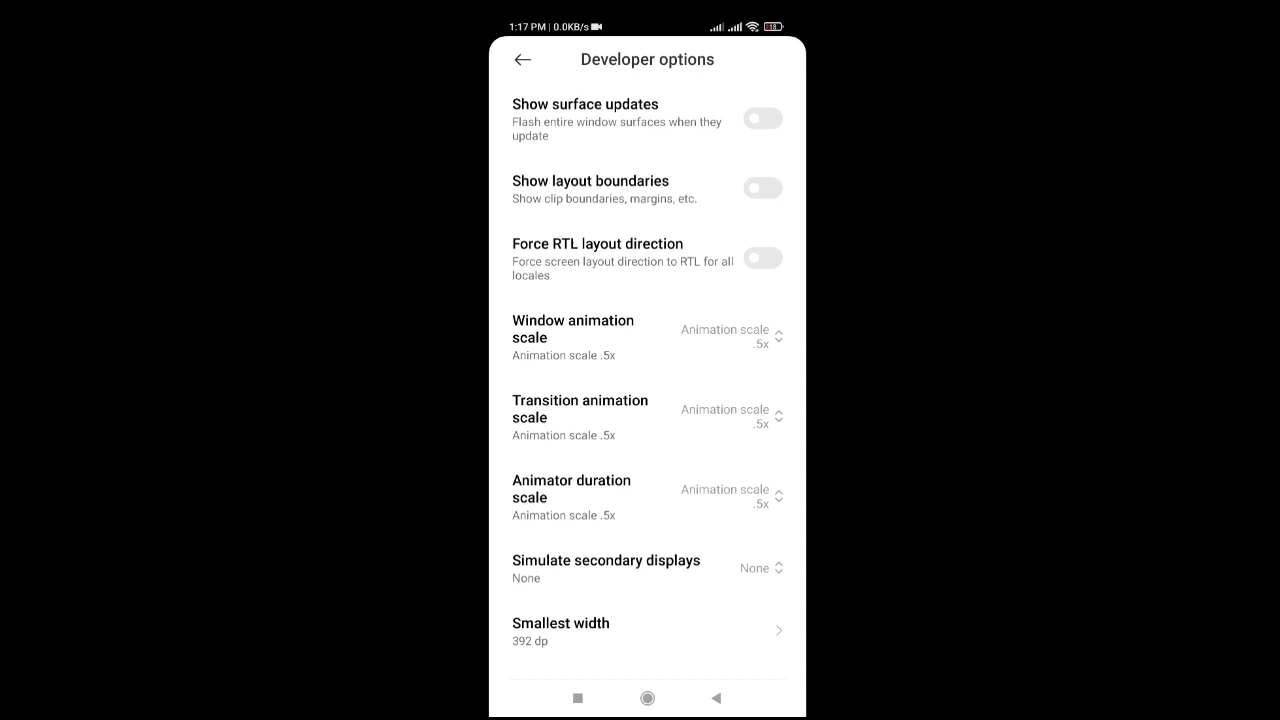 1:17 PM | 0.0KB/s
18
Developer options
Show surface updates
Flash entire window surfaces when they
update
Show layout boundaries
Show clip boundaries, margins, etc.
Force RTL layout direction
Force screen layout direction to RTL for all
locales
Window animation
scale
Animation scale .5x
Animation scale
.5x
Transition animation
scale
Animation scale .5x
Animation scale
.5x
Animator duration
scale
Animation scale .5x
Animation scale
.5x
Simulate secondary displays
None
None
Smallest width
392 dp